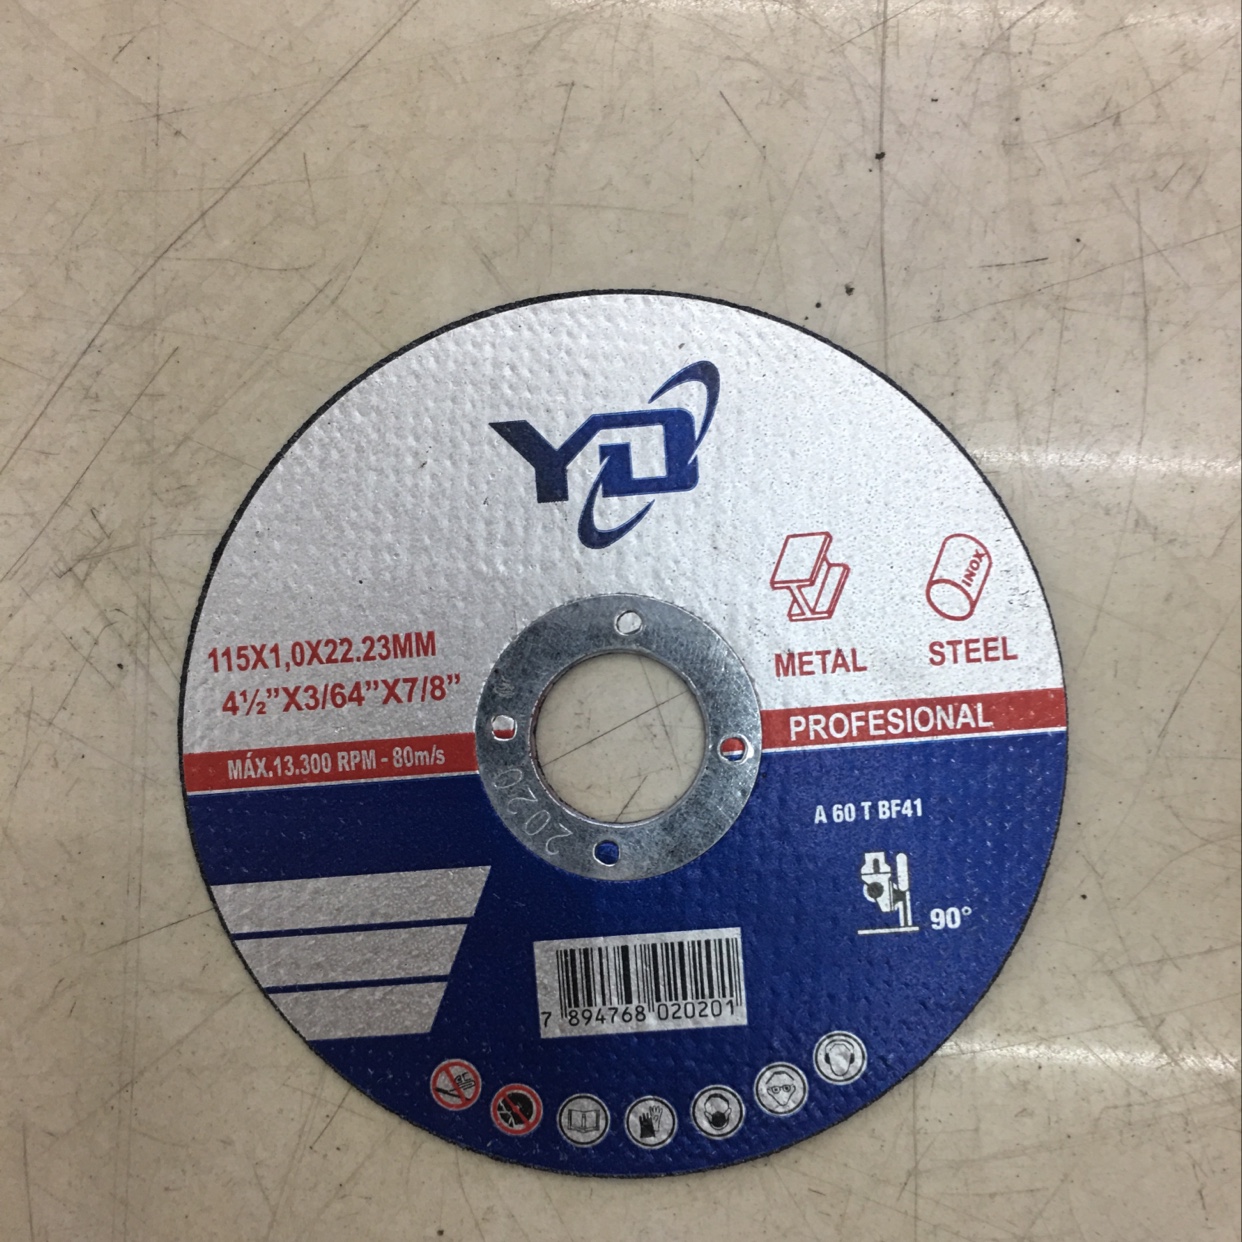 YD
INOX
METAL STEEL
115X1,0X22.23MM
4½”X3/64”X7/8”
PROFESIONAL
MÁX.13.300 RPM - 80m/s
2020
A 60 T BF41
90°
7 894768 020201